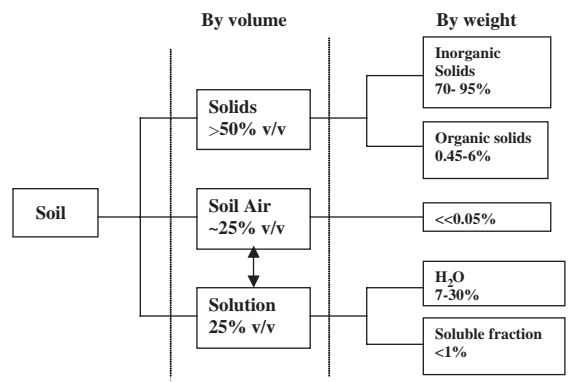 By volume
By weight
Soil
Solids
>50% v/v
Soil Air
~25% v/v
Solution
25% v/v
Inorganic
Solids
70- 95%
Organic solids
0.45-6%
<<0.05%
H₂O
7-30%
Soluble fraction
<1%